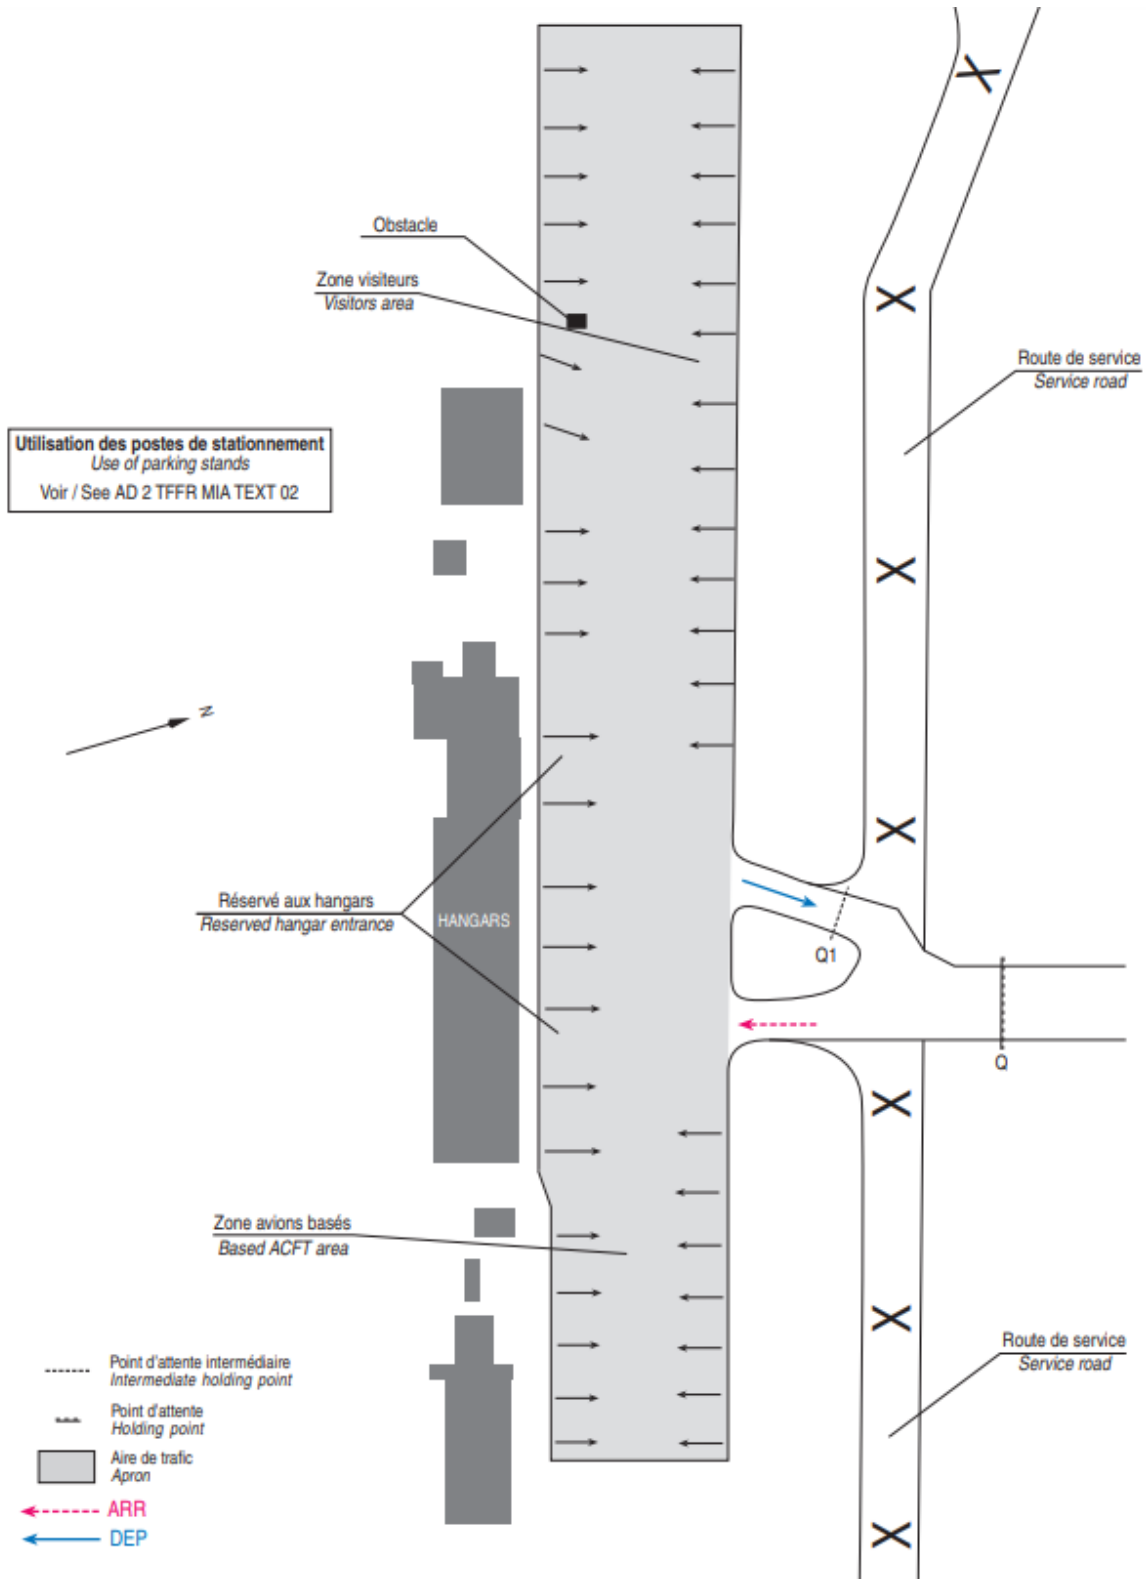 Obstacle
Zone visiteurs
Visitors area
Route de service
Service road
Utilisation des postes de stationnement
Use of parking stands
Voir / See AD 2 TFFR MIA TEXT 02
N
Réservé aux hangars
Reserved hangar entrance
HANGARS
Q1
Q
Zone avions basés
Based ACFT area
Route de service
Service road
Point d'attente intermédiaire
Intermediate holding point
Point d'attente
Holding point
Aire de trafic
Apron
ARR
DEP